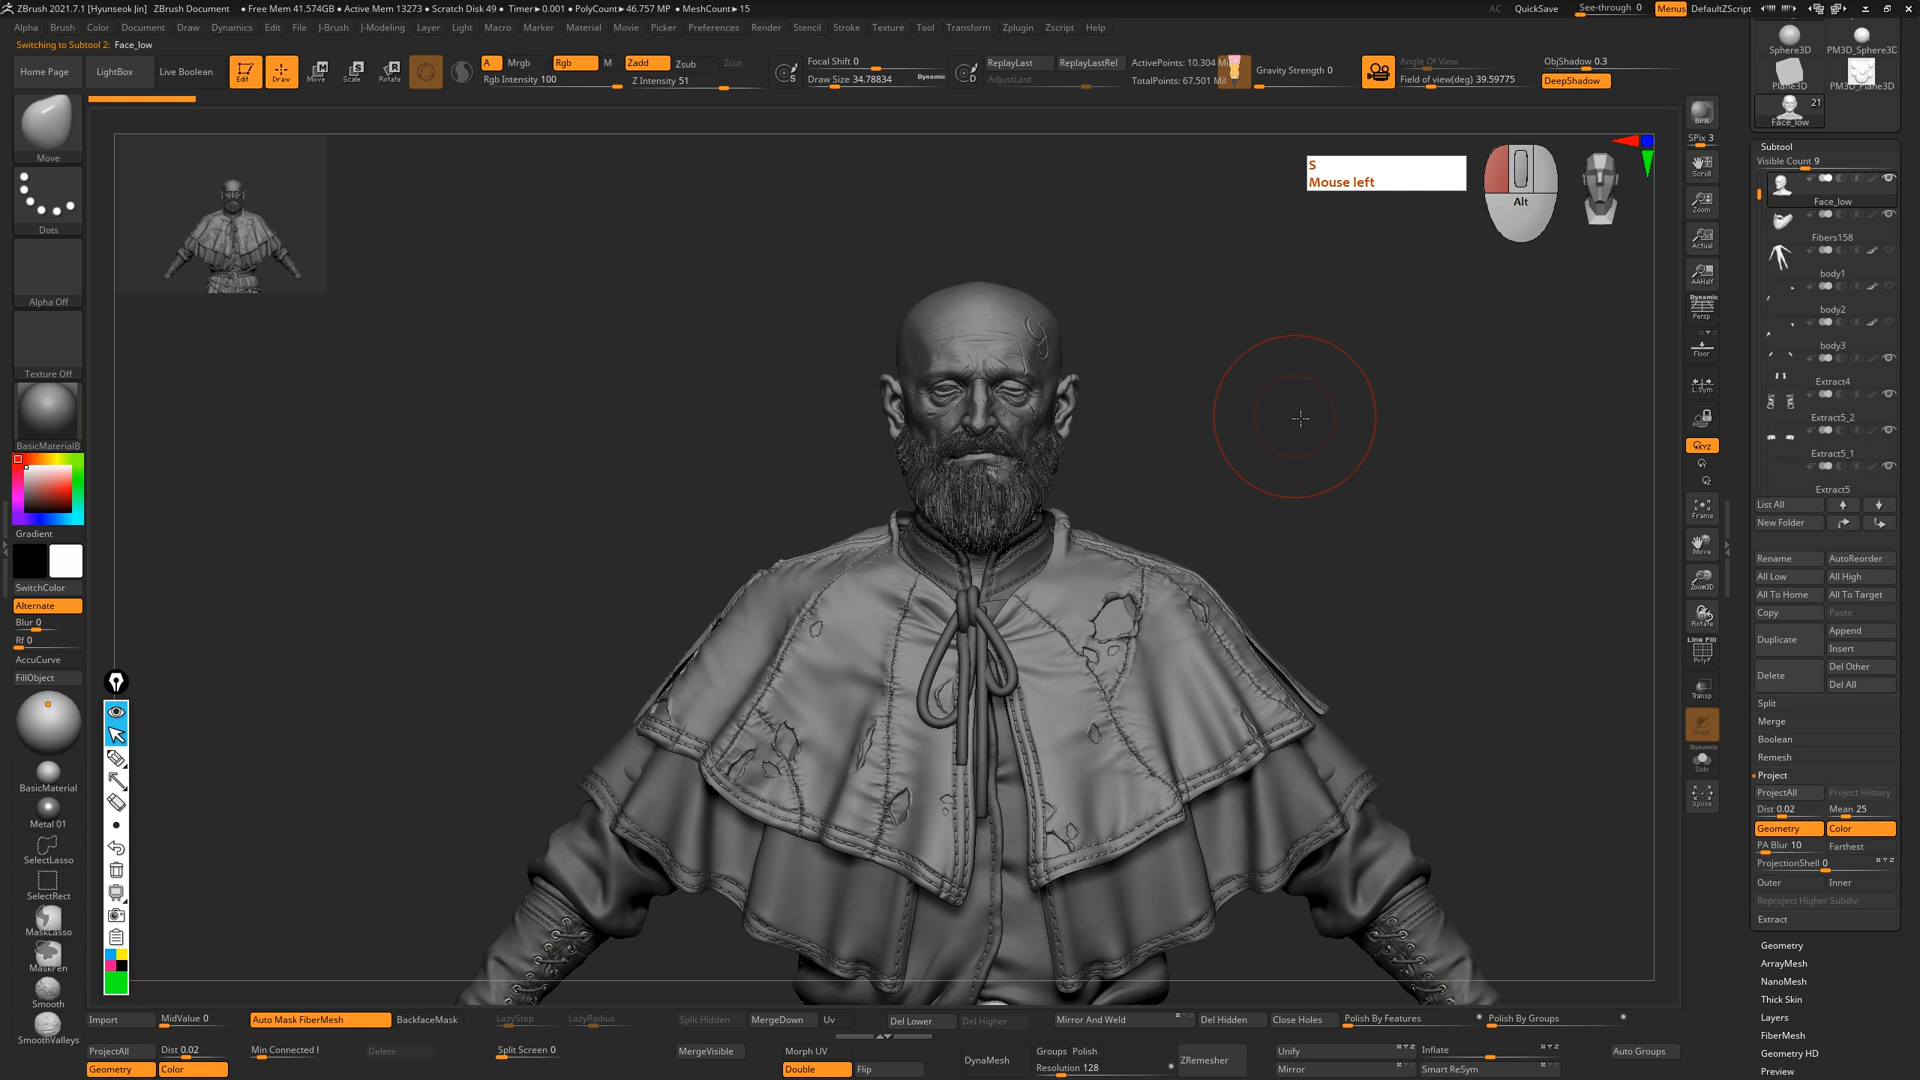 ZBrush 2021.7.1 [Hyunseok Jin] ZBrush Document • Free Mem 41.574GB • Active Mem 13273 • Scratch Disk 49 • Timer►0.001 • PolyCount►46.757 MP • MeshCount►15
AC QuickSave See-through 0 Menus DefaultZScript
Alpha Brush Color Document Draw Dynamics Edit File J-Brush J-Modeling Layer Light Macro Marker Material Movie Picker Preferences Render Stencil Stroke Texture Tool Transform Zplugin Zscript Help
Switching to Subtool 2: Face_low
Home Page LightBox Live Boolean
Edit Draw Move Scale Rotate
A Mrgb Rgb M Zadd Zsub Zcut
Rgb Intensity 100 Z Intensity 51
Focal Shift 0
Draw Size 34.78834 Dynamic
ReplayLast ReplayLastRel
AdjustLast
ActivePoints: 10.304 Mi
TotalPoints: 67.501 Mil
Gravity Strength 0
Angle Of View
Field of view(deg) 39.59775
ObjShadow 0.3
DeepShadow
Sphere3D PM3D_Sphere3D
Plane3D PM3D_Plane3D
21
Face_low
Move
Dots
Alpha Off
Texture Off
BasicMaterialB
Gradient
SwitchColor
Alternate
Blur 0
Rf 0
AccuCurve
FillObject
BasicMaterial
Metal 01
SelectLasso
SelectRect
MaskLasso
MaskPen
Smooth
SmoothValleys
S
Mouse left
Alt
BPR
SPix 3
Scroll
Zoom
Actual
AAHalf
Dynamic
Persp
Floor
L.Sym
XYZ
Frame
Move
Zoom3D
Rotate
Line Fill
PolyF
Transp
Ghost
Dynamic
Solo
Xpose
Subtool
Visible Count 9
Face_low
Fibers158
body1
body2
body3
Extract4
Extract5_2
Extract5_1
Extract5
List All
New Folder
Rename AutoReorder
All Low All High
All To Home All To Target
Copy Paste
Duplicate Append
Insert
Delete Del Other
Del All
Split
Merge
Boolean
Remesh
Project
ProjectAll Project History
Dist 0.02 Mean 25
Geometry Color
PA Blur 10 Farthest
ProjectionShell 0
Outer Inner
Reproject Higher Subdiv
Extract
Geometry
ArrayMesh
NanoMesh
Thick Skin
Layers
FiberMesh
Geometry HD
Preview
Import MidValue 0 Auto Mask FiberMesh BackfaceMask LazyStep LazyRadius Split Hidden MergeDown Uv Del Lower Del Higher Mirror And Weld Del Hidden Close Holes Polish By Features Polish By Groups
ProjectAll Dist 0.02 Min Connected Delete Split Screen 0 MergeVisible Morph UV DynaMesh Groups Polish ZRemesher Unify Inflate Auto Groups
Geometry Color Double Flip Resolution 128 Mirror Smart ReSym